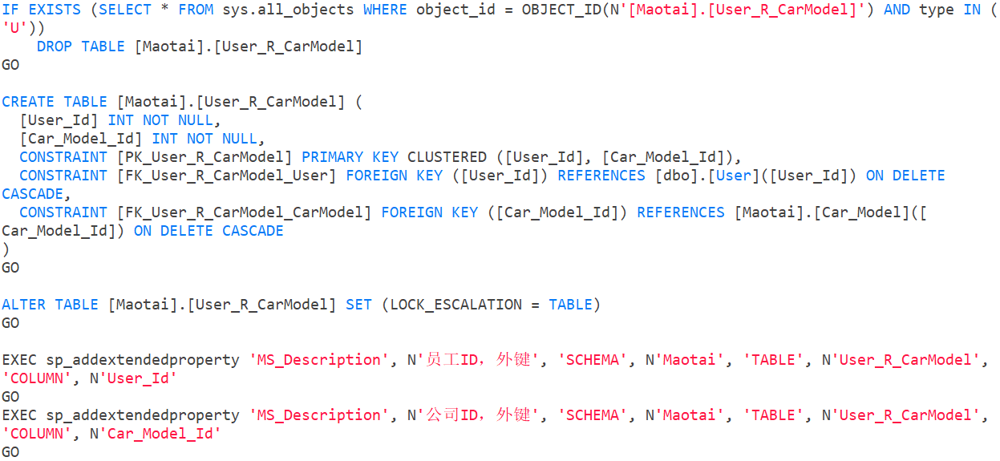 IF EXISTS (SELECT * FROM sys.all_objects WHERE object_id = OBJECT_ID(N'[Maotai].[User_R_CarModel]') AND type IN (
'U'))
    DROP TABLE [Maotai].[User_R_CarModel]
GO

CREATE TABLE [Maotai].[User_R_CarModel] (
  [User_Id] INT NOT NULL,
  [Car_Model_Id] INT NOT NULL,
  CONSTRAINT [PK_User_R_CarModel] PRIMARY KEY CLUSTERED ([User_Id], [Car_Model_Id]),
  CONSTRAINT [FK_User_R_CarModel_User] FOREIGN KEY ([User_Id]) REFERENCES [dbo].[User]([User_Id]) ON DELETE
CASCADE,
  CONSTRAINT [FK_User_R_CarModel_CarModel] FOREIGN KEY ([Car_Model_Id]) REFERENCES [Maotai].[Car_Model]([
Car_Model_Id]) ON DELETE CASCADE
)
GO

ALTER TABLE [Maotai].[User_R_CarModel] SET (LOCK_ESCALATION = TABLE)
GO

EXEC sp_addextendedproperty 'MS_Description', N'员工ID，外键', 'SCHEMA', N'Maotai', 'TABLE', N'User_R_CarModel',
'COLUMN', N'User_Id'
GO
EXEC sp_addextendedproperty 'MS_Description', N'公司ID，外键', 'SCHEMA', N'Maotai', 'TABLE', N'User_R_CarModel',
'COLUMN', N'Car_Model_Id'
GO